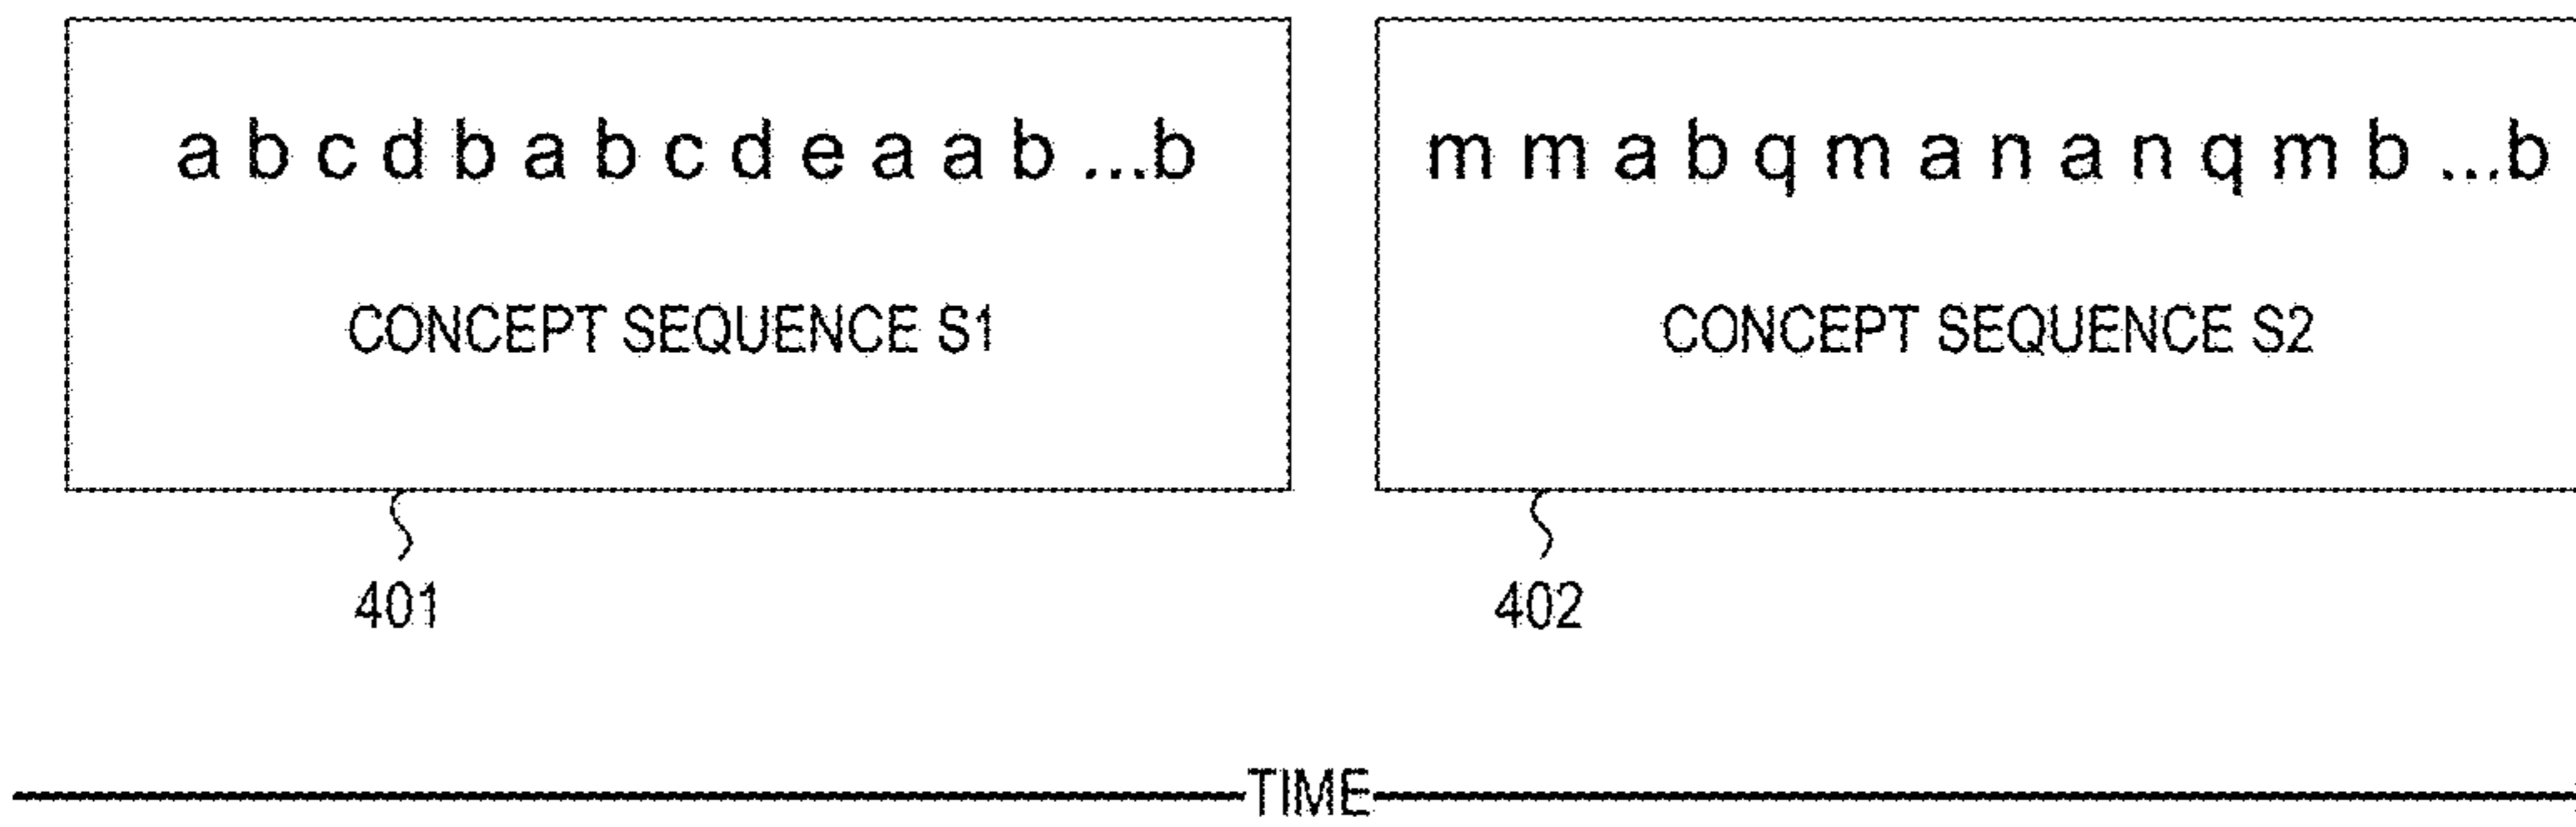 a b c d b a b c d e a a b ...b
CONCEPT SEQUENCE S1
401
m m a b q m a n a n q m b ...b
CONCEPT SEQUENCE S2
402
TIME